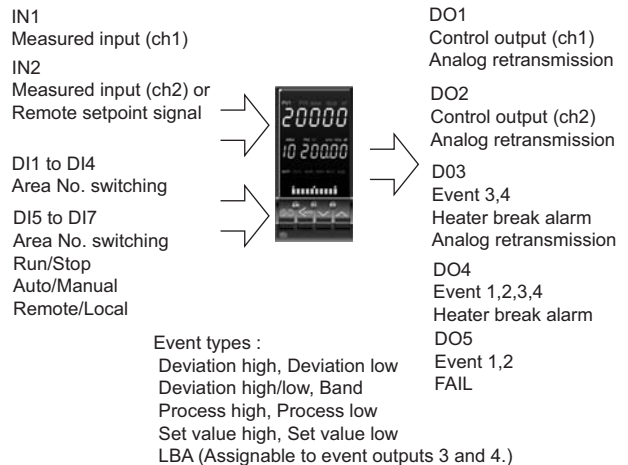 IN1
Measured input (ch1)
IN2
Measured input (ch2) or
Remote setpoint signal
DI1 to DI4
Area No. switching
DI5 to DI7
Area No. switching
Run/Stop
Auto/Manual
Remote/Local
20000
10 200.00
DO1
Control output (ch1)
Analog retransmission
DO2
Control output (ch2)
Analog retransmission
D03
Event 3,4
Heater break alarm
Analog retransmission
DO4
Event 1,2,3,4
Heater break alarm
DO5
Event 1,2
FAIL
Event types :
Deviation high, Deviation low
Deviation high/low, Band
Process high, Process low
Set value high, Set value low
LBA (Assignable to event outputs 3 and 4.)